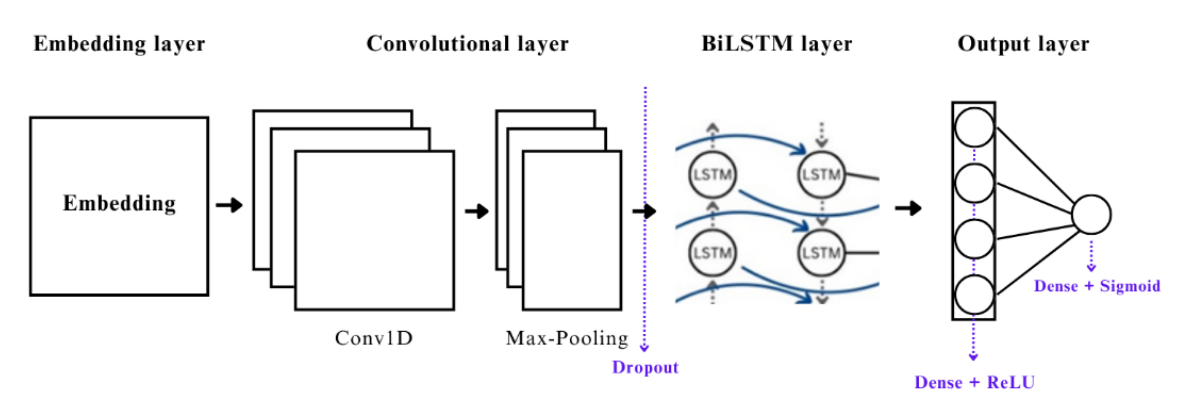 Embedding layer
Convolutional layer
BiLSTM layer
Output layer
Embedding
LSTM
LSTM
LSTM
LSTM
Conv1D
Max-Pooling
Dropout
Dense + Sigmoid
Dense + ReLU